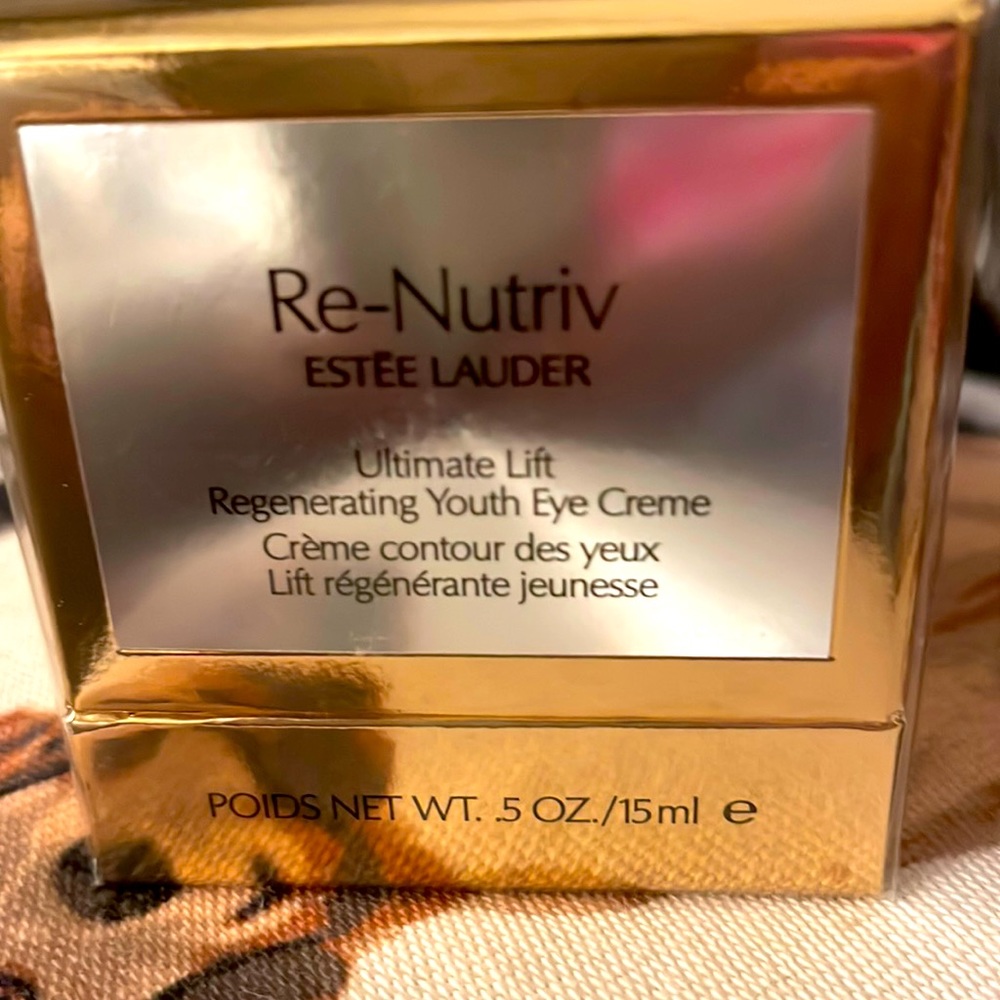 Re-Nutriv
ESTĒE LAUDER
Ultimate Lift
Regenerating Youth Eye Creme
Crème contour des yeux
Lift régénérante jeunesse
POIDS NET WT. .5 OZ./15ml ℮